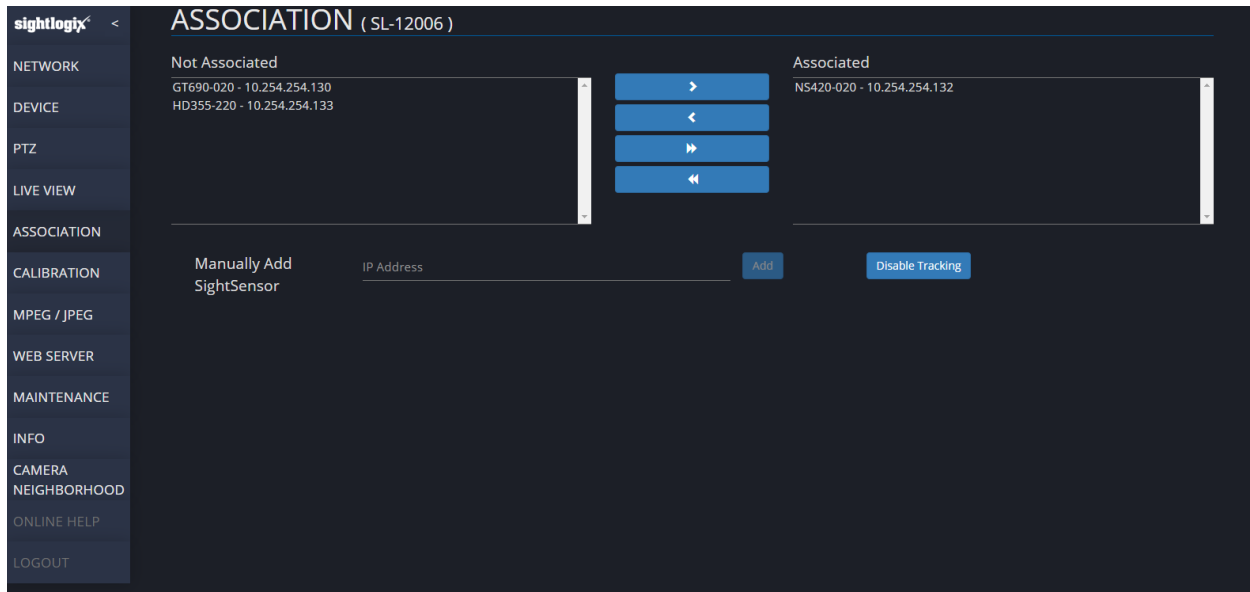 sightlogix <
ASSOCIATION ( SL-12006 )
NETWORK
DEVICE
PTZ
LIVE VIEW
ASSOCIATION
CALIBRATION
MPEG / JPEG
WEB SERVER
MAINTENANCE
INFO
CAMERA
NEIGHBORHOOD
ONLINE HELP
LOGOUT
Not Associated
GT690-020 - 10.254.254.130
HD355-220 - 10.254.254.133
Associated
NS420-020 - 10.254.254.132
Manually Add
SightSensor
IP Address
Add
Disable Tracking